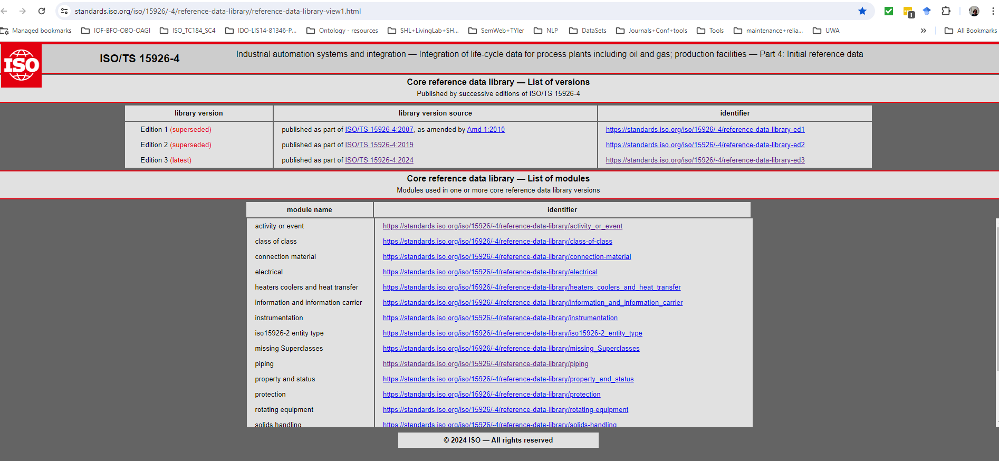 standards.iso.org/iso/15926/-4/reference-data-library/reference-data-library-view1.html
1
Managed bookmarks IOF-BFO-OBO-OAGI ISO_TC184_SC4 IDO-LIS14-81346-P... Ontology - resources SHL+LivingLab+SH... SemWeb+TYler NLP DataSets Journals+Conf+tools Tools maintenance+relia... UWA » All Bookmarks
ISO
ISO/TS 15926-4
Industrial automation systems and integration — Integration of life-cycle data for process plants including oil and gas; production facilities — Part 4: Initial reference data
Core reference data library — List of versions
Published by successive editions of ISO/TS 15926-4
library version library version source identifier
Edition 1 (superseded) published as part of ISO/TS 15926-4:2007, as amended by Amd 1:2010 https://standards.iso.org/iso/15926/-4/reference-data-library-ed1
Edition 2 (superseded) published as part of ISO/TS 15926-4:2019 https://standards.iso.org/iso/15926/-4/reference-data-library-ed2
Edition 3 (latest) published as part of ISO/TS 15926-4:2024 https://standards.iso.org/iso/15926/-4/reference-data-library-ed3
Core reference data library — List of modules
Modules used in one or more core reference data library versions
module name identifier
activity or event https://standards.iso.org/iso/15926/-4/reference-data-library/activity_or_event
class of class https://standards.iso.org/iso/15926/-4/reference-data-library/class-of-class
connection material https://standards.iso.org/iso/15926/-4/reference-data-library/connection-material
electrical https://standards.iso.org/iso/15926/-4/reference-data-library/electrical
heaters coolers and heat transfer https://standards.iso.org/iso/15926/-4/reference-data-library/heaters_coolers_and_heat_transfer
information and information carrier https://standards.iso.org/iso/15926/-4/reference-data-library/information_and_information_carrier
instrumentation https://standards.iso.org/iso/15926/-4/reference-data-library/instrumentation
iso15926-2 entity type https://standards.iso.org/iso/15926/-4/reference-data-library/iso15926-2_entity_type
missing Superclasses https://standards.iso.org/iso/15926/-4/reference-data-library/missing_Superclasses
piping https://standards.iso.org/iso/15926/-4/reference-data-library/piping
property and status https://standards.iso.org/iso/15926/-4/reference-data-library/property_and_status
protection https://standards.iso.org/iso/15926/-4/reference-data-library/protection
rotating equipment https://standards.iso.org/iso/15926/-4/reference-data-library/rotating-equipment
solids handling https://standards.iso.org/iso/15926/-4/reference-data-library/solids-handling
© 2024 ISO — All rights reserved